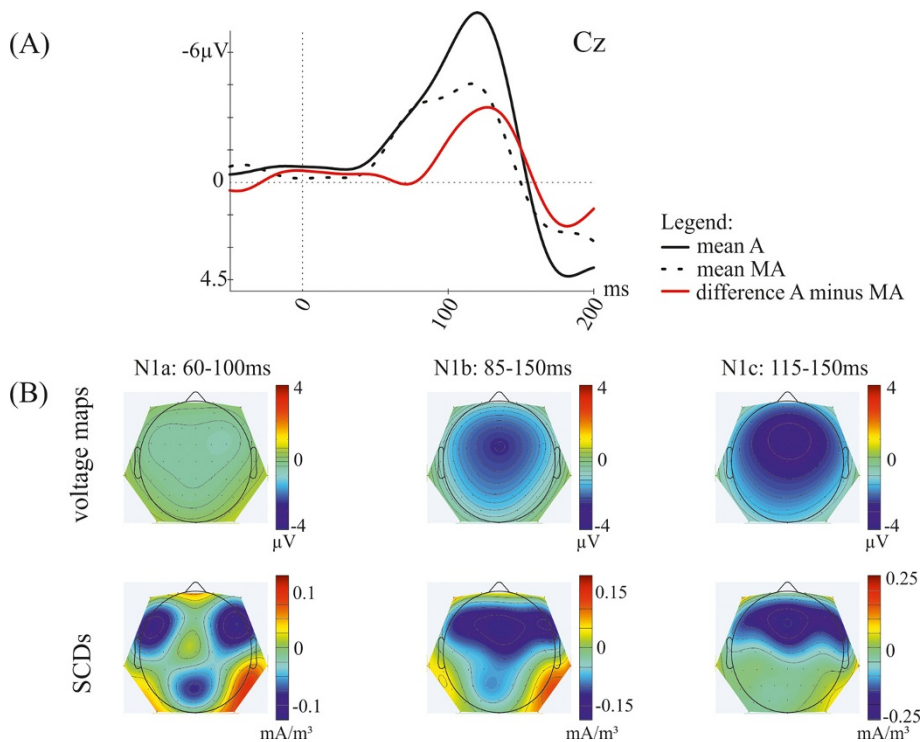 (A)
Cz
-6µV
0
4.5
0
100
200
ms
Legend:
mean A
mean MA
difference A minus MA
(B)
N1a: 60-100ms
N1b: 85-150ms
N1c: 115-150ms
voltage maps
4
0
-4
µV
4
0
-4
µV
4
0
-4
µV
SCDs
0.1
0
-0.1
mA/m³
0.15
0
-0.15
mA/m³
0.25
0
-0.25
mA/m³